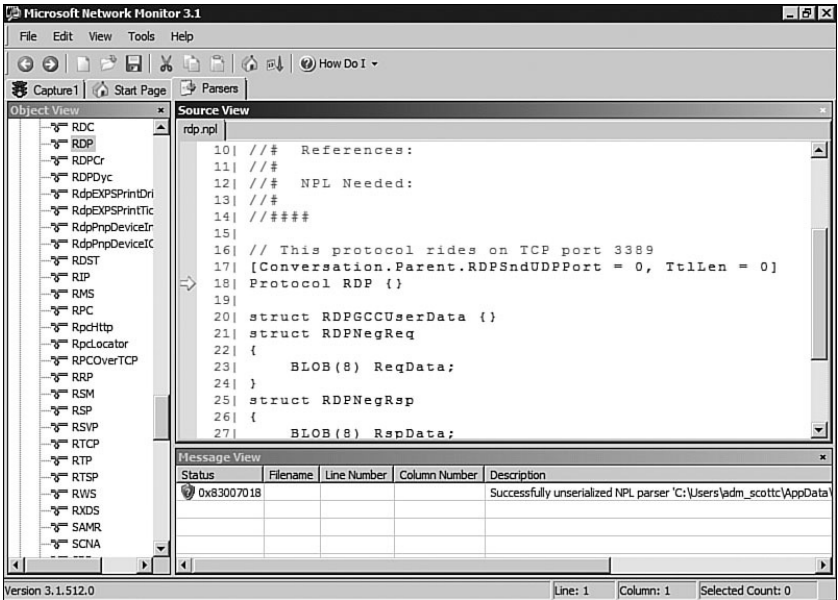 Microsoft Network Monitor 3.1
File Edit View Tools Help
How Do I
Capture1 Start Page Parsers
Object View
RDC
RDP
RDPCr
RDPDyc
RdpEXPSPrintDri
RdpEXPSPrintTic
RdpPnpDeviceIr
RdpPnpDeviceIC
RDST
RIP
RMS
RPC
RpcHttp
RpcLocator
RPCOverTCP
RRP
RSM
RSP
RSVP
RTCP
RTP
RTSP
RWS
RXDS
SAMR
SCNA
Source View
rdp.npl
10| //#  References:
11| //#
12| //#  NPL Needed:
13| //#
14| //####
15|
16| // This protocol rides on TCP port 3389
17| [Conversation.Parent.RDPSndUDPPort = 0, TtlLen = 0]
18| Protocol RDP {}
19|
20| struct RDPGCCUserData {}
21| struct RDPNegReq
22| {
23|     BLOB(8) ReqData;
24| }
25| struct RDPNegRsp
26| {
27|     BLOB(8) RspData;
Message View
Status Filename Line Number Column Number Description
0x83007018 Successfully unserialized NPL parser 'C:\Users\adm_scottc\AppData\
Version 3.1.512.0 Line: 1 Column: 1 Selected Count: 0